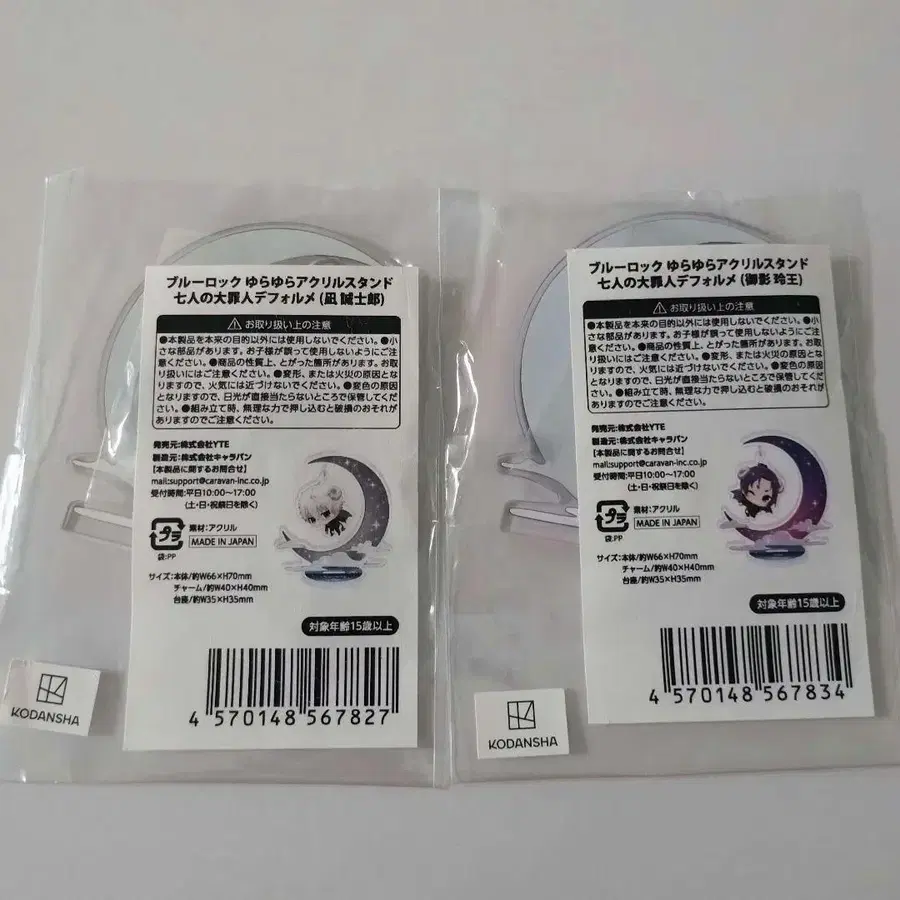 ブルーロック ゆらゆらアクリルスタンド
七人の大罪人デフォルメ (凪 誠士郎)
⚠ お取り扱い上の注意
●本製品を本来の目的以外には使用しないでください。●小
さな部品があります。お子様が誤って使用しないようにご注
意ください。●商品の性質上、とがった箇所があります。お取
り扱いにはご注意ください。●変形、または火災の原因とな
りますので、火気には近づけないでください。●変色の原因
となりますので、日光が直接当たらないところで保管してくだ
さい。●組み立て時、無理な力で押し込むと破損のおそれが
ありますのでご注意ください。
発売元:株式会社YTE
製造元:株式会社キャラバン
【本製品に関するお問合せ】
mail:support@caravan-inc.co.jp
受付時間:平日10:00〜17:00
(土・日・祝祭日を除く)
プラ
袋:PP
素材:アクリル
MADE IN JAPAN
サイズ:本体/約W66×H70mm
チャーム/約W40×H40mm
台座/約W35×H35mm
対象年齢15歳以上
4 570148 567827
KODANSHA
ブルーロック ゆらゆらアクリルスタンド
七人の大罪人デフォルメ (御影 玲王)
⚠ お取り扱い上の注意
●本製品を本来の目的以外には使用しないでください。●小
さな部品があります。お子様が誤って使用しないようにご注
意ください。●商品の性質上、とがった箇所があります。お取
り扱いにはご注意ください。●変形、または火災の原因とな
りますので、火気には近づけないでください。●変色の原因
となりますので、日光が直接当たらないところで保管してくだ
さい。●組み立て時、無理な力で押し込むと破損のおそれが
ありますのでご注意ください。
発売元:株式会社YTE
製造元:株式会社キャラバン
【本製品に関するお問合せ】
mail:support@caravan-inc.co.jp
受付時間:平日10:00〜17:00
(土・日・祝祭日を除く)
プラ
袋:PP
素材:アクリル
MADE IN JAPAN
サイズ:本体/約W66×H70mm
チャーム/約W40×H40mm
台座/約W35×H35mm
対象年齢15歳以上
4 570148 567834
KODANSHA